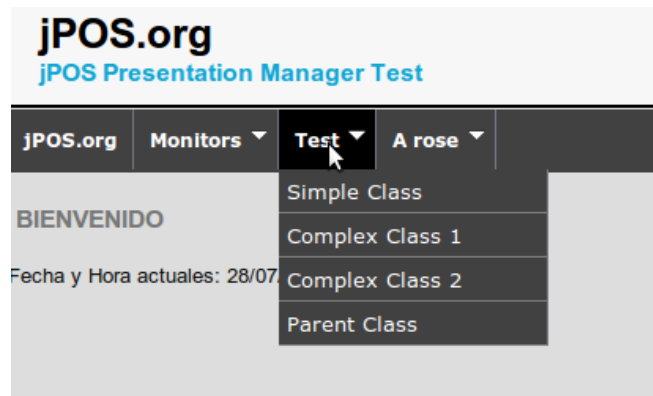 jPOS.org
jPOS Presentation Manager Test
jPOS.org Monitors Test A rose
Simple Class
BIENVENIDO
Complex Class 1
Fecha y Hora actuales: 28/07
Complex Class 2
Parent Class